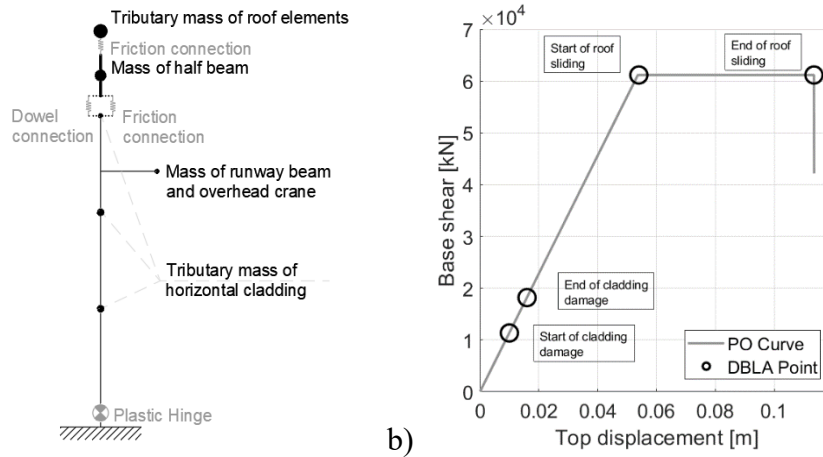 Tributary mass of roof elements
Friction connection
Mass of half beam
Dowel
connection
Friction
connection
Mass of runway beam
and overhead crane
Tributary mass of
horizontal cladding
Plastic Hinge
b)
7 ×10⁴
6
5
4
3
2
1
0
Base shear [kN]
Start of roof
sliding
End of roof
sliding
End of cladding
damage
Start of cladding
damage
PO Curve
DBLA Point
0 0.02 0.04 0.06 0.08 0.1
Top displacement [m]